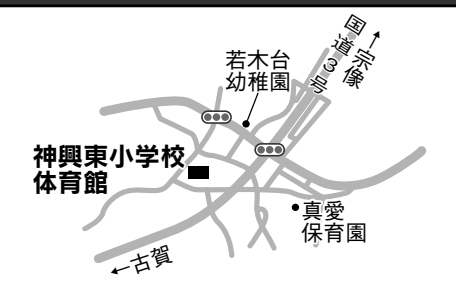 国道3号
↑宗像
若木台
幼稚園
神興東小学校
体育館
真愛
保育園
←古賀